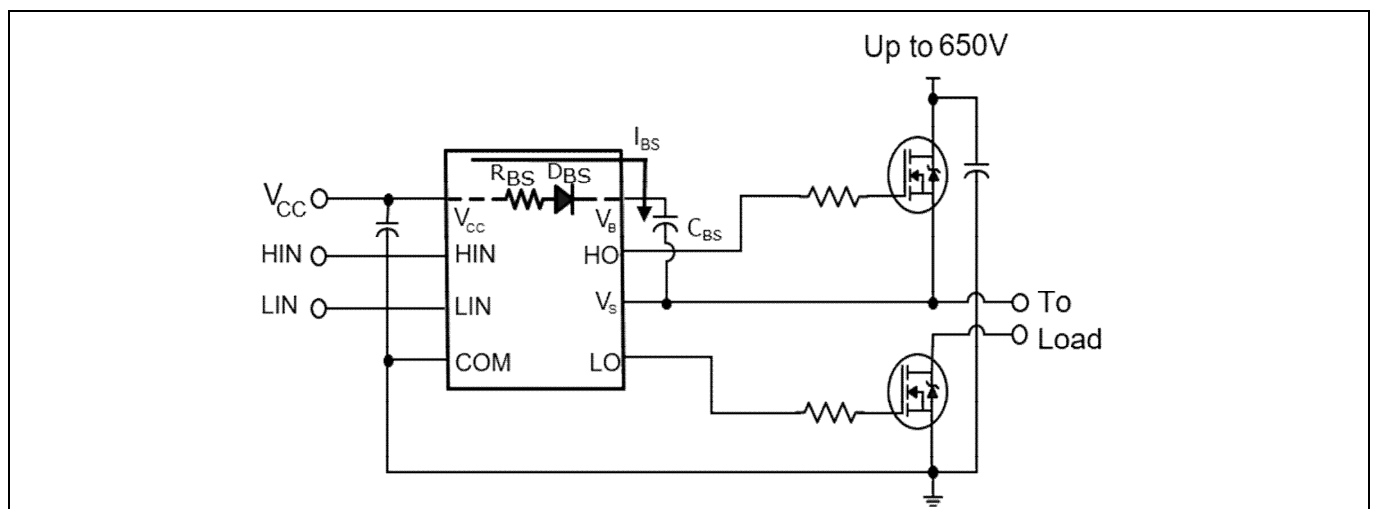 Up to 650V
I_BS
R_BS D_BS
V_CC
V_CC
V_B
C_BS
HIN
HIN
HO
LIN
LIN
V_S
To
Load
COM
LO